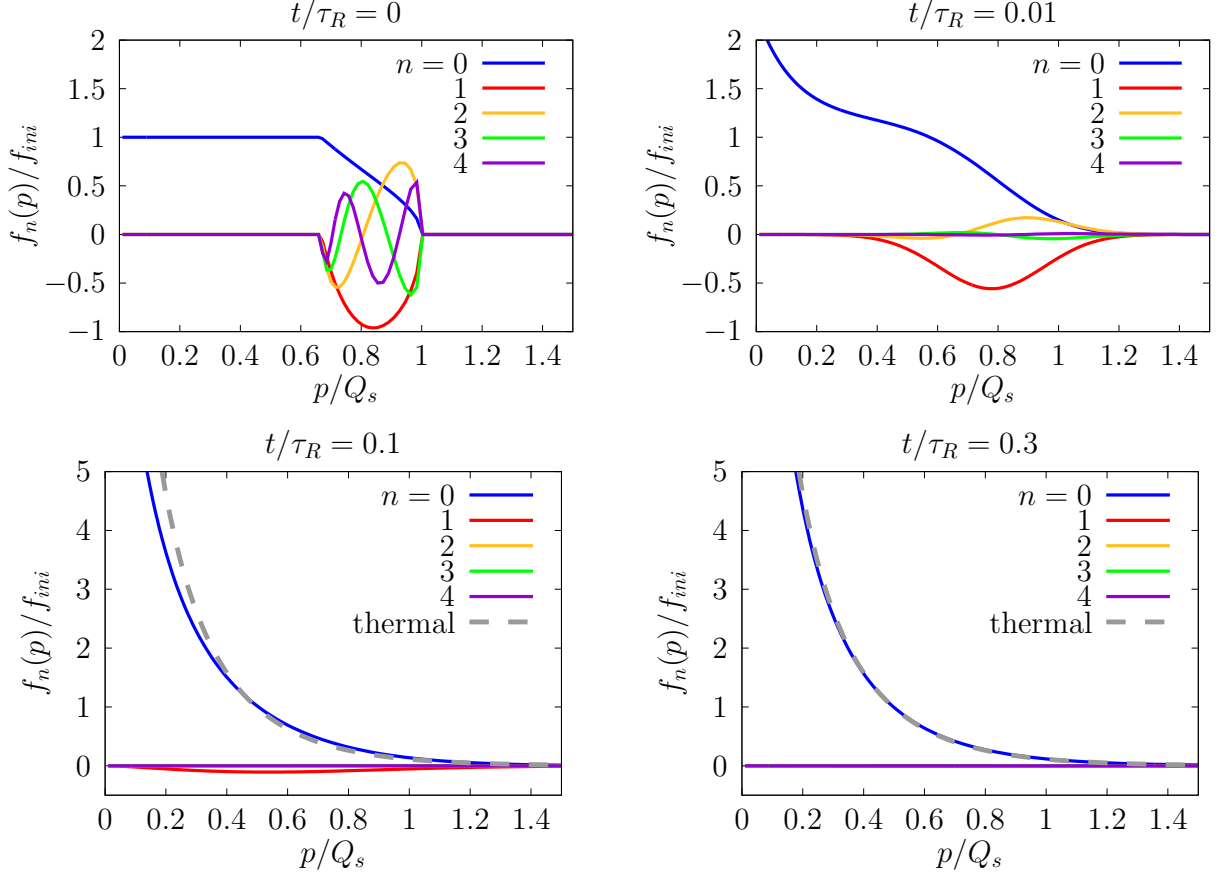 t/τ_R = 0
f_n(p)/f_ini
2
1.5
1
0.5
0
−0.5
−1
n = 0
1
2
3
4
0 0.2 0.4 0.6 0.8 1 1.2 1.4
p/Q_s
t/τ_R = 0.01
f_n(p)/f_ini
2
1.5
1
0.5
0
−0.5
−1
n = 0
1
2
3
4
0 0.2 0.4 0.6 0.8 1 1.2 1.4
p/Q_s
t/τ_R = 0.1
f_n(p)/f_ini
5
4
3
2
1
0
n = 0
1
2
3
4
thermal
0 0.2 0.4 0.6 0.8 1 1.2 1.4
p/Q_s
t/τ_R = 0.3
f_n(p)/f_ini
5
4
3
2
1
0
n = 0
1
2
3
4
thermal
0 0.2 0.4 0.6 0.8 1 1.2 1.4
p/Q_s